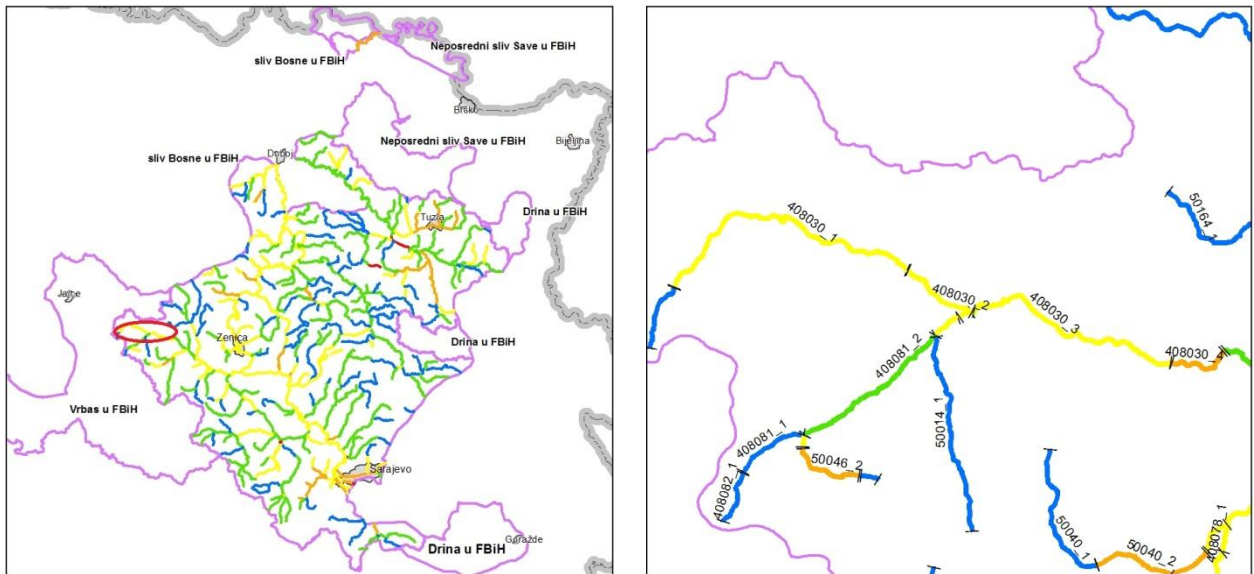 sliv Bosne u FBiH
Neposredni sliv Save u FBiH
Brčko
Bijeljina
Neposredni sliv Save u FBiH
sliv Bosne u FBiH
Doboj
Drina u FBiH
Tuzla
Jajce
Zenica
Drina u FBiH
Vrbas u FBiH
Sarajevo
Drina u FBiH
Goražde
50164_1
408030_1
408030_2
408030_3
408030_4
408081_2
50014_1
408081_1
408082_1
50046_2
50040_1
50040_2
408078_1